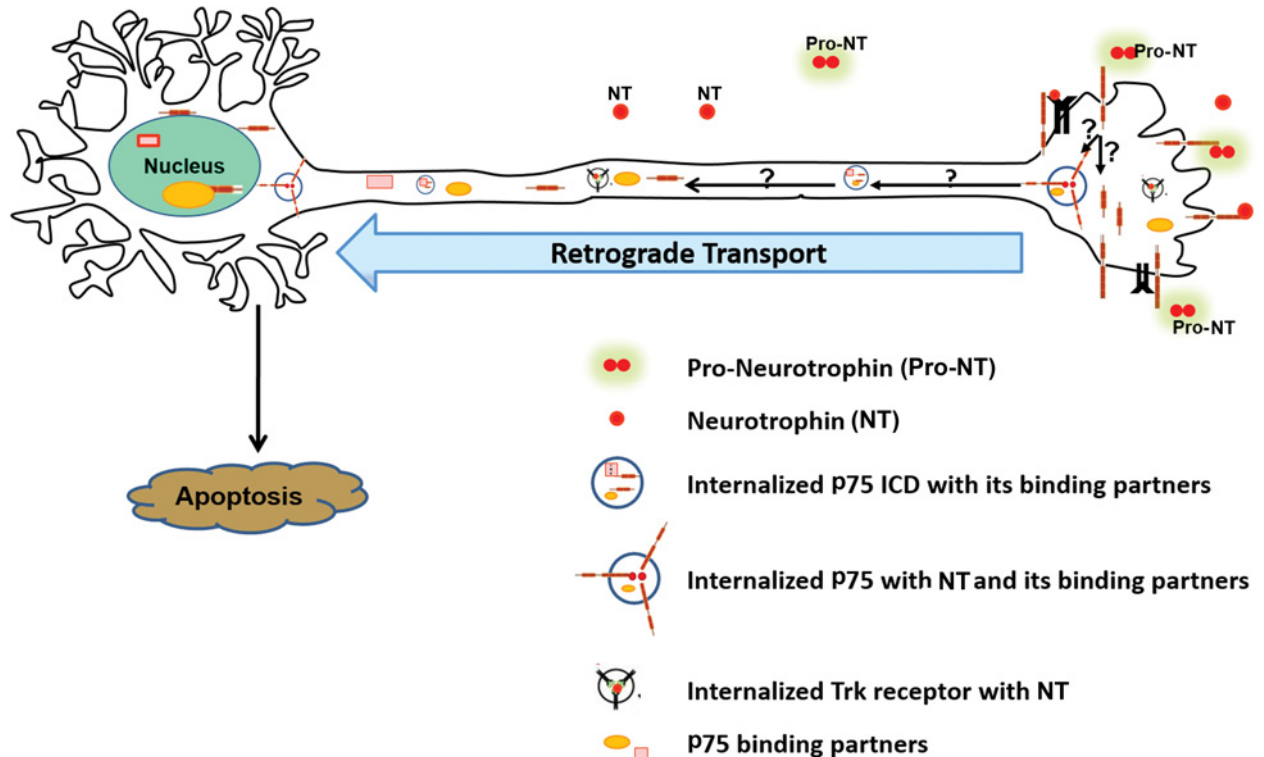 Pro-NT
Pro-NT
NT
NT
?
?
Nucleus
?
?
Retrograde Transport
Pro-NT
Pro-Neurotrophin (Pro-NT)
Neurotrophin (NT)
Apoptosis
Internalized p75 ICD with its binding partners
Internalized p75 with NT and its binding partners
Internalized Trk receptor with NT
p75 binding partners